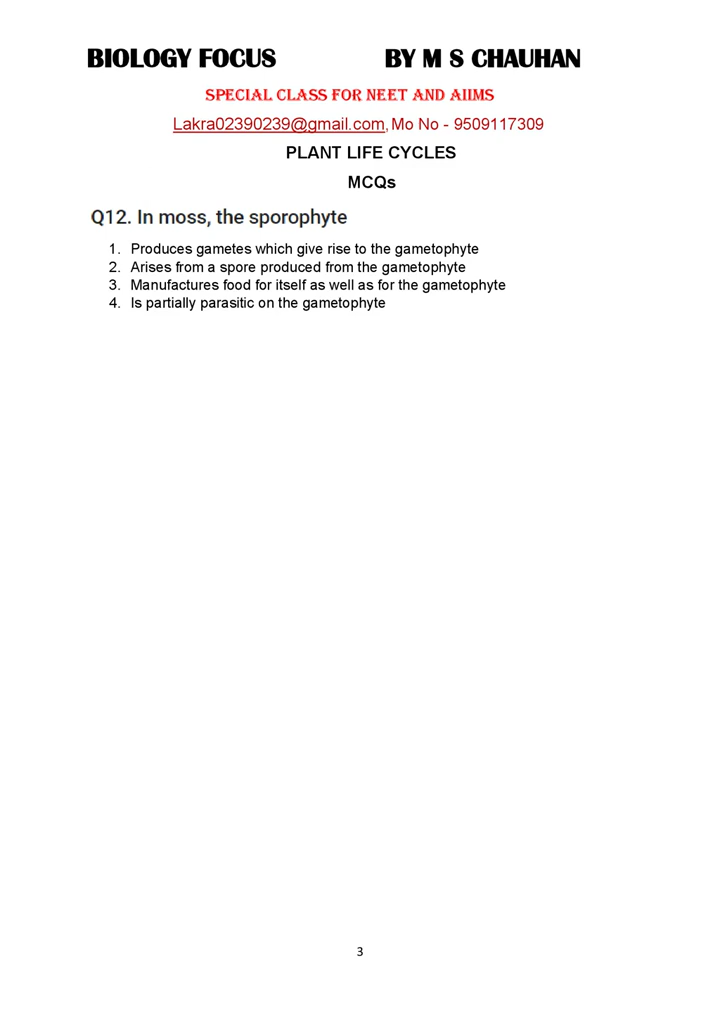 BIOLOGY FOCUS BY M S CHAUHAN
SPECIAL CLASS FOR NEET AND AIIMS
Lakra02390239@gmail.com, Mo No - 9509117309
PLANT LIFE CYCLES
MCQs
Q12. In moss, the sporophyte
1. Produces gametes which give rise to the gametophyte
2. Arises from a spore produced from the gametophyte
3. Manufactures food for itself as well as for the gametophyte
4. Is partially parasitic on the gametophyte
3